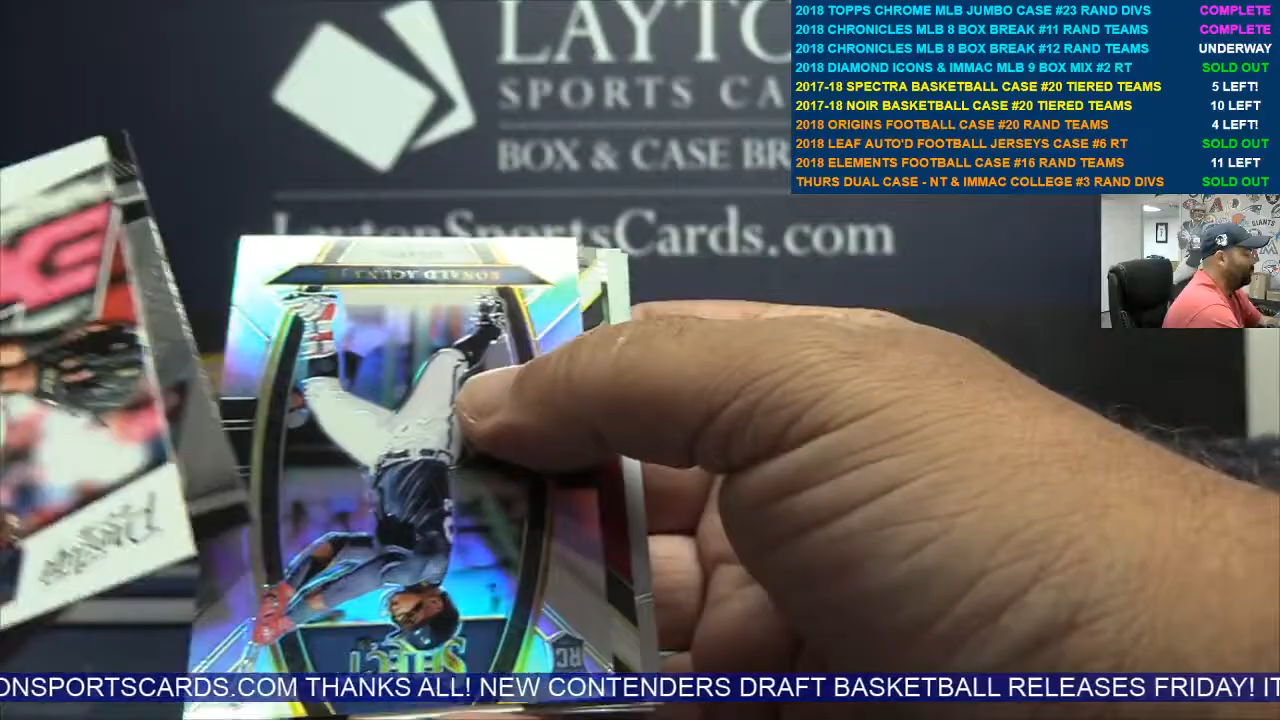 LAYTO
SPORTS CA
BOX & CASE BR
LaytonSportsCards.com
2018 TOPPS CHROME MLB JUMBO CASE #23 RAND DIVS COMPLETE
2018 CHRONICLES MLB 8 BOX BREAK #11 RAND TEAMS COMPLETE
2018 CHRONICLES MLB 8 BOX BREAK #12 RAND TEAMS UNDERWAY
2018 DIAMOND ICONS & IMMAC MLB 9 BOX MIX #2 RT SOLD OUT
2017-18 SPECTRA BASKETBALL CASE #20 TIERED TEAMS 5 LEFT!
2017-18 NOIR BASKETBALL CASE #20 TIERED TEAMS 10 LEFT
2018 ORIGINS FOOTBALL CASE #20 RAND TEAMS 4 LEFT!
2018 LEAF AUTO'D FOOTBALL JERSEYS CASE #6 RT SOLD OUT
2018 ELEMENTS FOOTBALL CASE #16 RAND TEAMS 11 LEFT
THURS DUAL CASE - NT & IMMAC COLLEGE #3 RAND DIVS SOLD OUT
RONALD ACUÑA JR.
SELECT
RC
ONSPORTSCARDS.COM THANKS ALL! NEW CONTENDERS DRAFT BASKETBALL RELEASES FRIDAY! IT